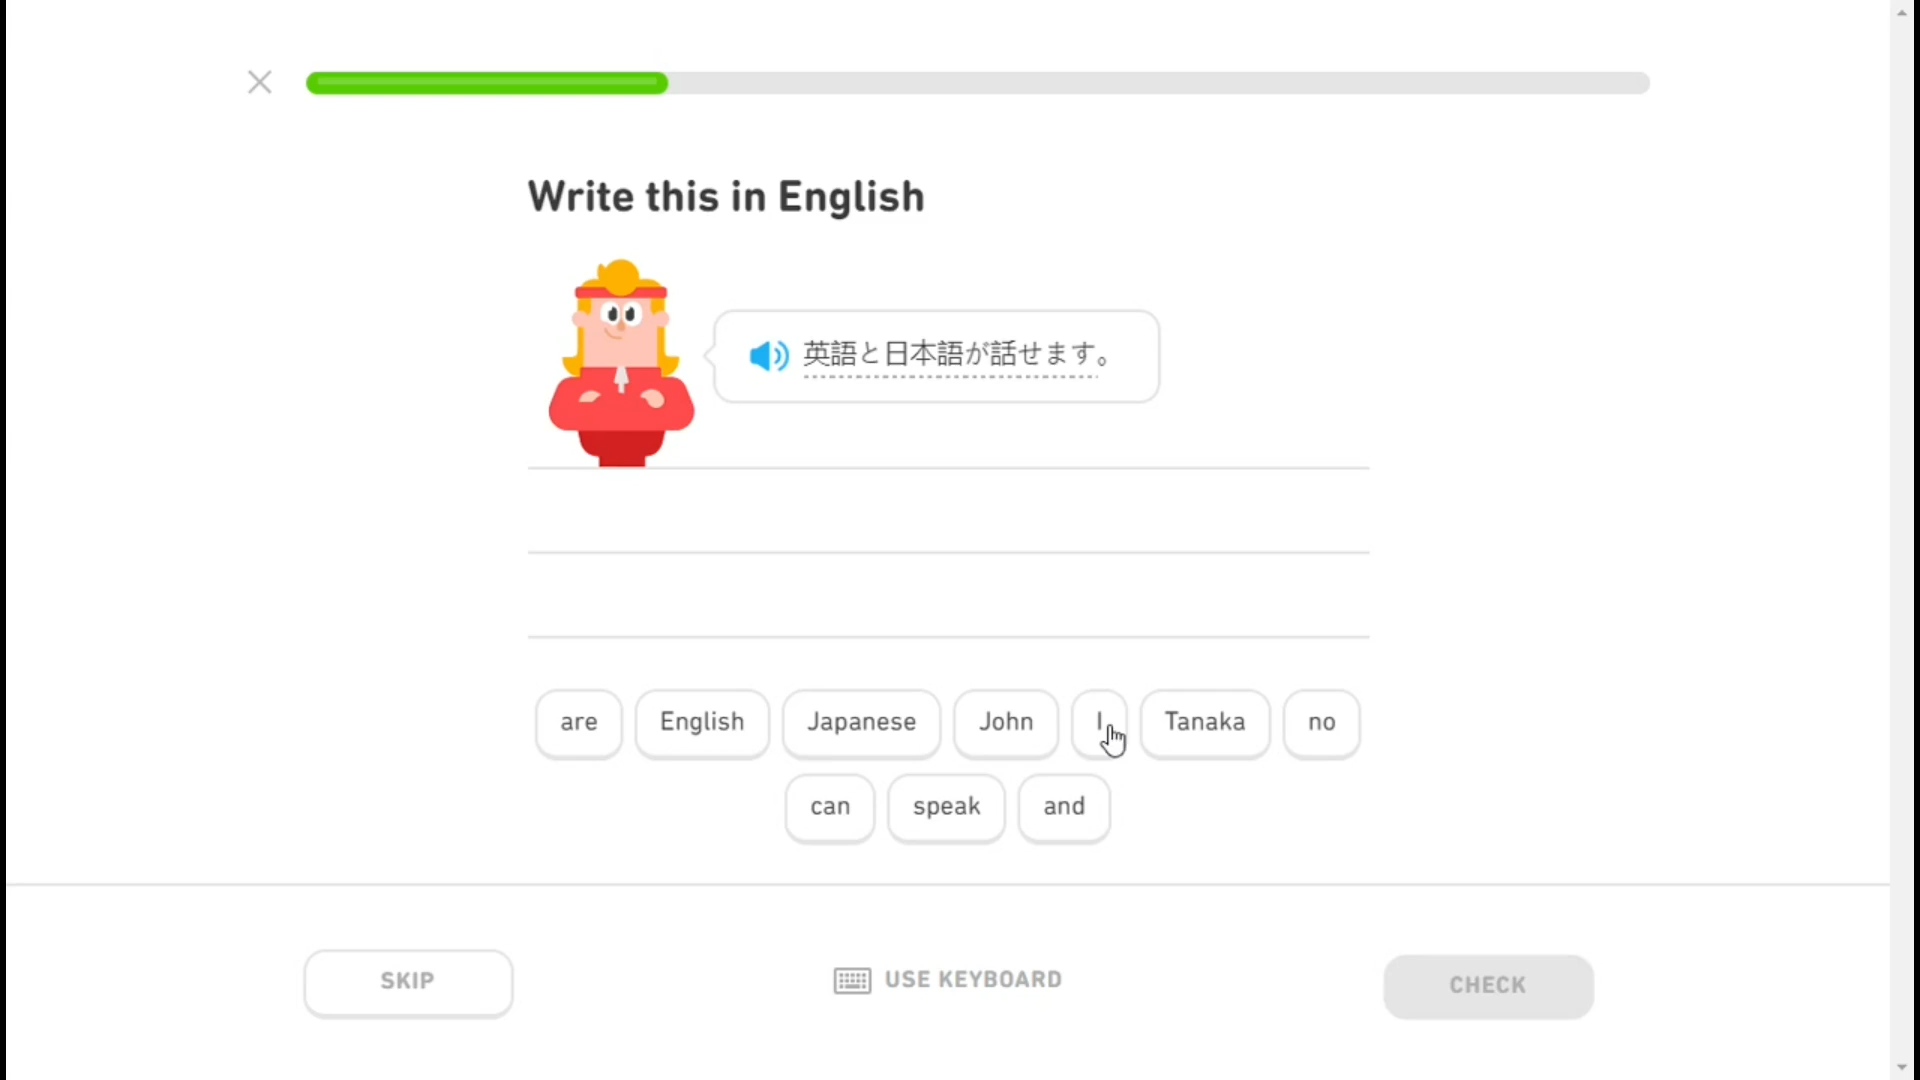 Write this in English
英語と日本語が話せます。
are English Japanese John I Tanaka no
can speak and
SKIP USE KEYBOARD CHECK